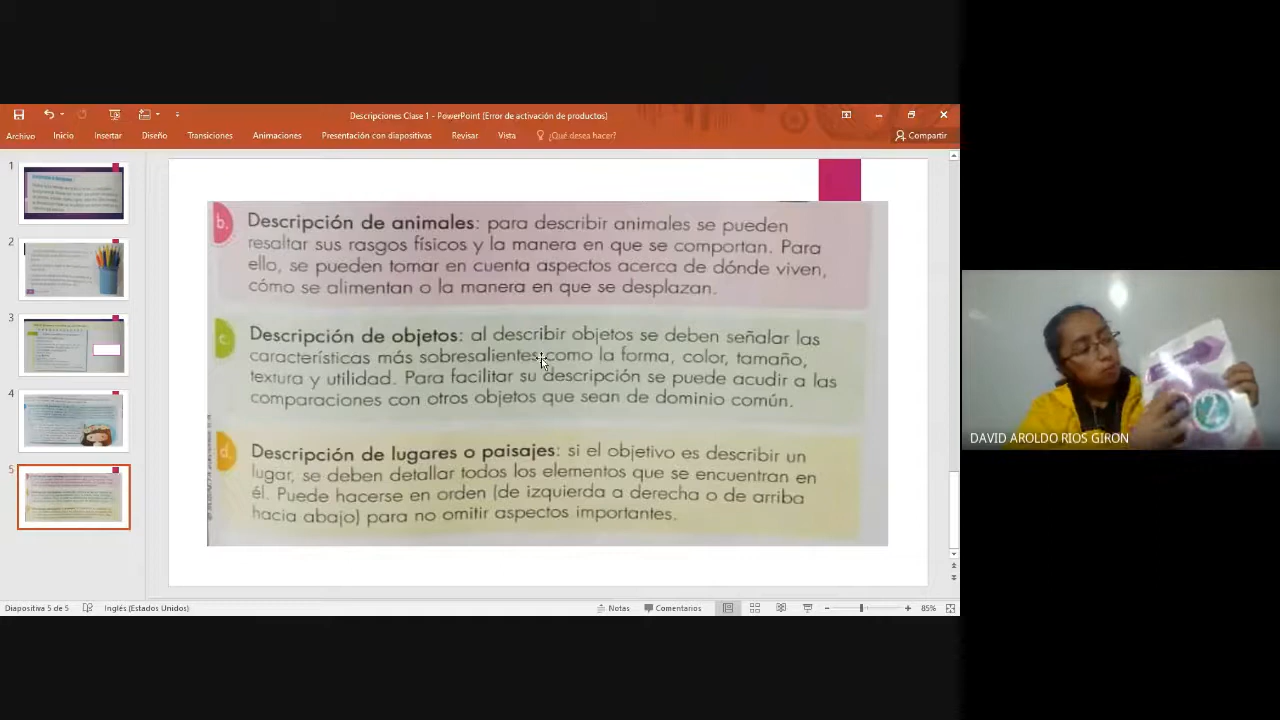 Descripciones Clase 1 - PowerPoint (Error de activación de productos)
Archivo Inicio Insertar Diseño Transiciones Animaciones Presentación con diapositivas Revisar Vista ¿Qué desea hacer? Compartir
1
2
3
4
5
b. Descripción de animales: para describir animales se pueden
resaltar sus rasgos físicos y la manera en que se comportan. Para
ello, se pueden tomar en cuenta aspectos acerca de dónde viven,
cómo se alimentan o la manera en que se desplazan.
c. Descripción de objetos: al describir objetos se deben señalar las
características más sobresalientes como la forma, color, tamaño,
textura y utilidad. Para facilitar su descripción se puede acudir a las
comparaciones con otros objetos que sean de dominio común.
d. Descripción de lugares o paisajes: si el objetivo es describir un
lugar, se deben detallar todos los elementos que se encuentran en
él. Puede hacerse en orden (de izquierda a derecha o de arriba
hacia abajo) para no omitir aspectos importantes.
2
DAVID AROLDO RIOS GIRON
Diapositiva 5 de 5 Inglés (Estados Unidos) Notas Comentarios 85%